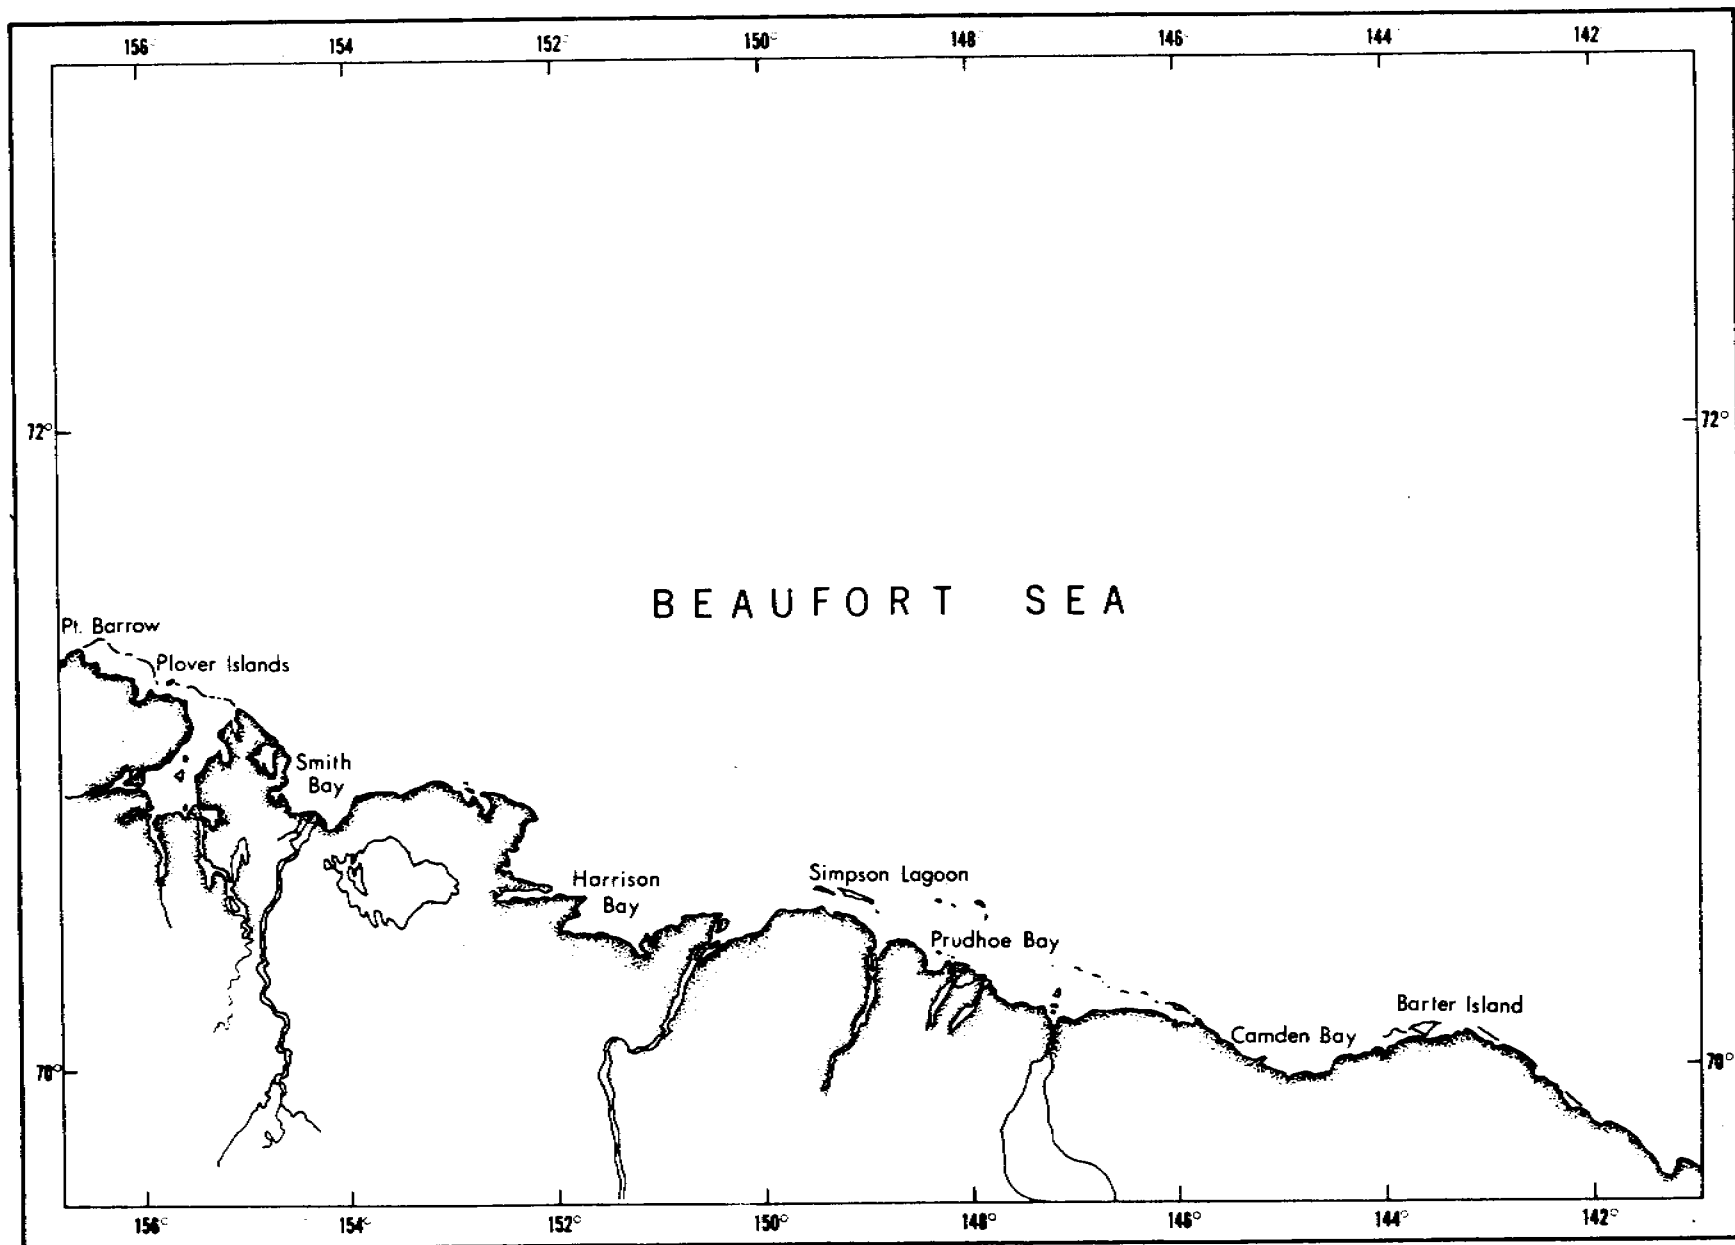 156° 154 152° 150° 148° 146° 144° 142°
72° 72°
BEAUFORT SEA
Pt. Barrow
Plover Islands
Smith
Bay
Harrison
Bay
Simpson Lagoon
Prudhoe Bay
Barter Island
Camden Bay
70° 70°
156° 154° 152° 150° 148° 146° 144° 142°